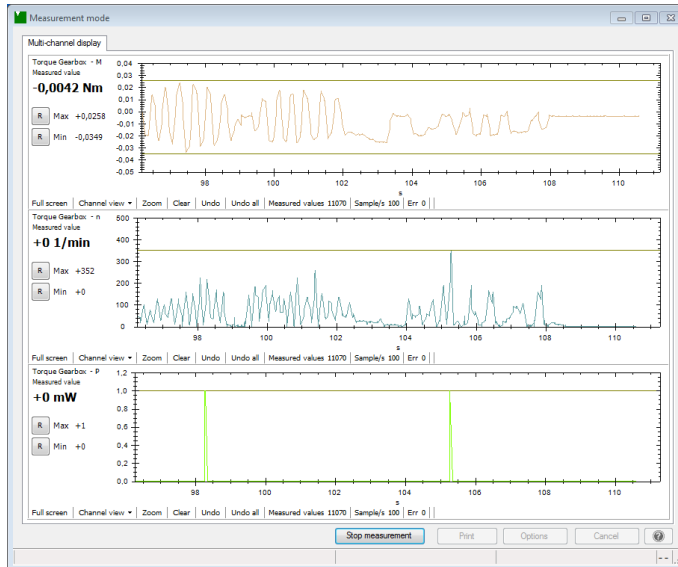 Measurement mode
Multi-channel display
Torque Gearbox - M
Measured value
-0,0042 Nm
R Max +0,0258
R Min -0,0349
0,04
0,03
0,02
0,01
0.00
-0,01
-0,02
-0,03
-0,04
-0.05
98 100 102 104 106 108 110
s
Full screen Channel view Zoom Clear Undo Undo all Measured values 11070 Sample/s 100 Err 0
Torque Gearbox - n
Measured value
+0 1/min
R Max +352
R Min +0
500
400
300
200
100
0
98 100 102 104 106 108 110
s
Full screen Channel view Zoom Clear Undo Undo all Measured values 11070 Sample/s 100 Err 0
Torque Gearbox - P
Measured value
+0 mW
R Max +1
R Min +0
1,2
1,0
0,8
0,6
0,4
0,2
0,0
98 100 102 104 106 108 110
s
Full screen Channel view Zoom Clear Undo Undo all Measured values 11070 Sample/s 100 Err 0
Stop measurement Print Options Cancel ?
--